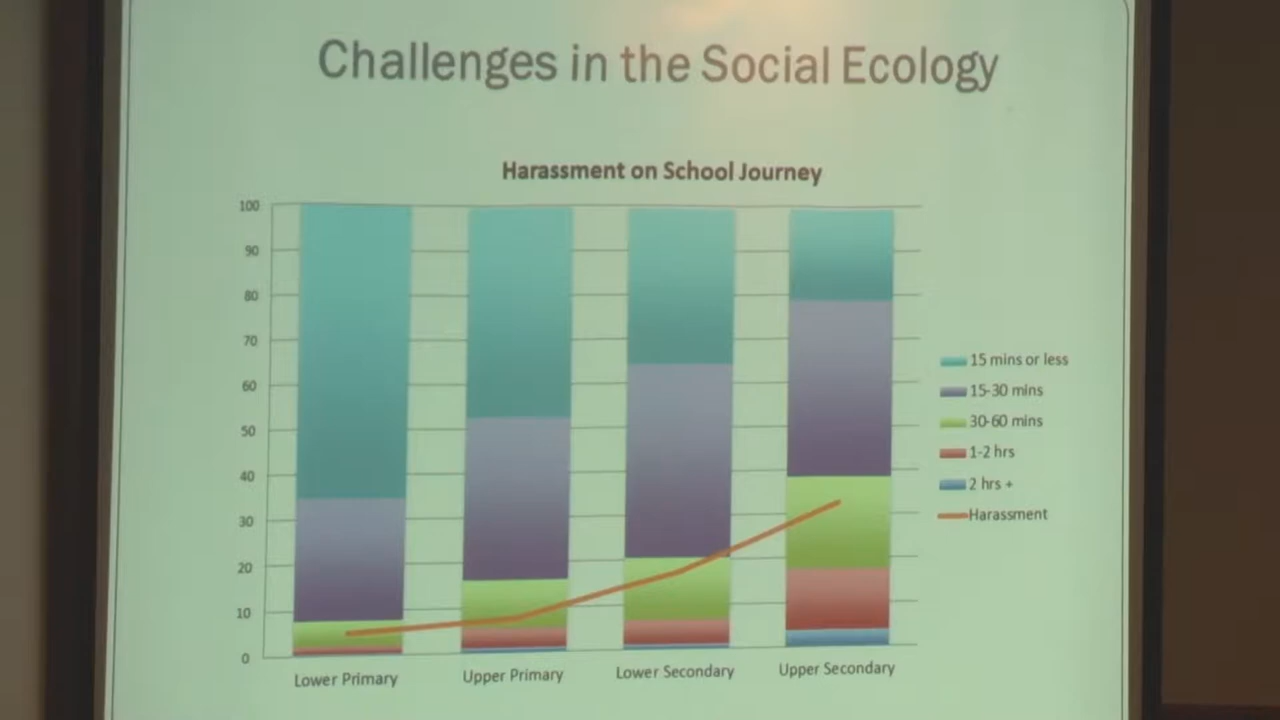 Challenges in the Social Ecology
Harassment on School Journey
100
90
80
70
60
50
40
30
20
10
0
Lower Primary
Upper Primary
Lower Secondary
Upper Secondary
15 mins or less
15-30 mins
30-60 mins
1-2 hrs
2 hrs +
Harassment